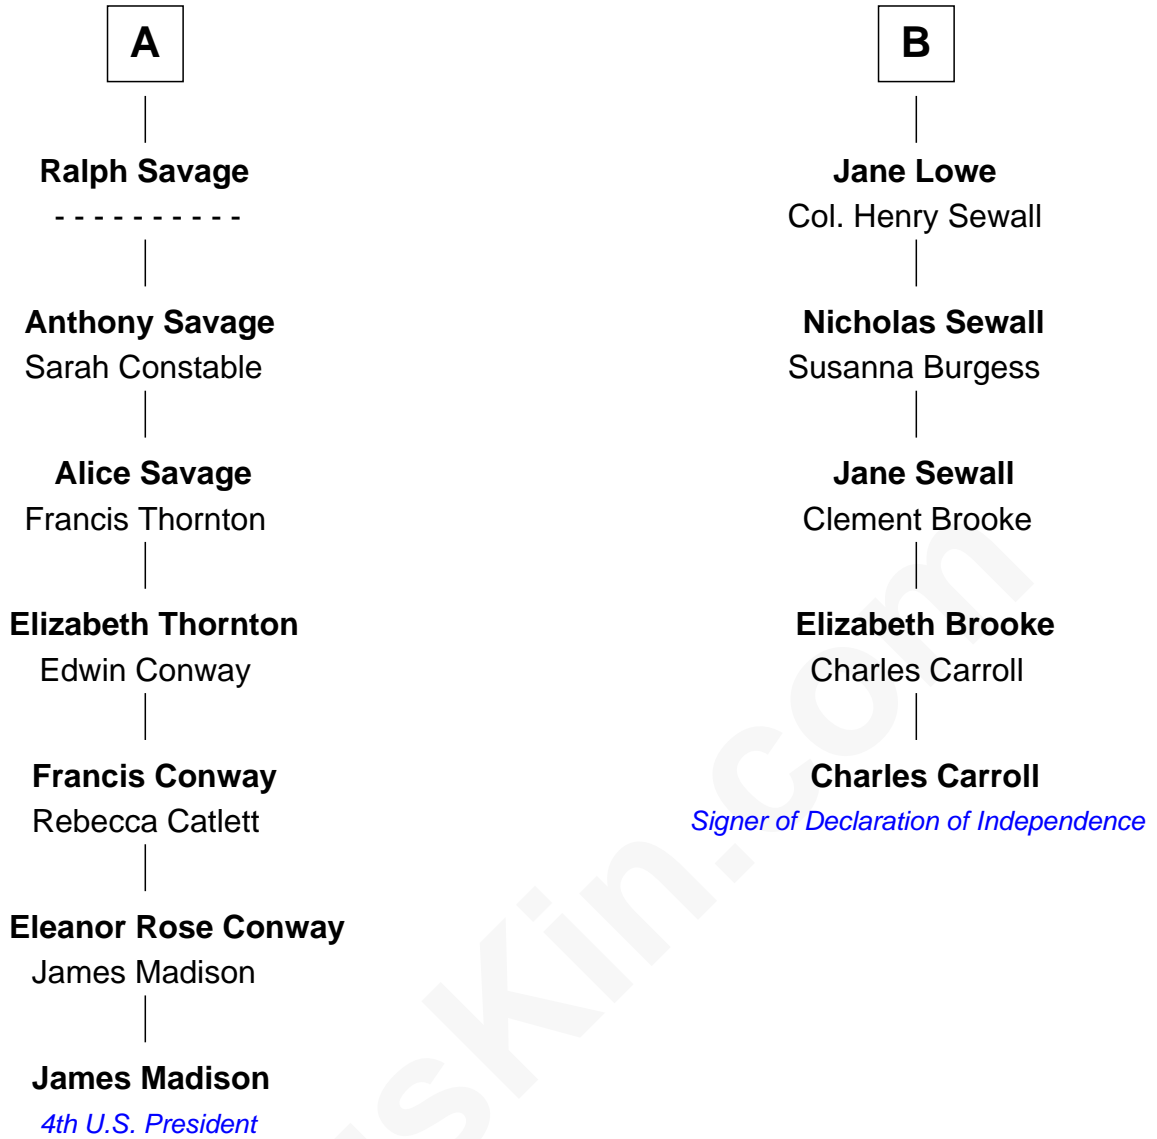 A
Ralph Savage
- - - - - - - - - -
Anthony Savage
Sarah Constable
Alice Savage
Francis Thornton
Elizabeth Thornton
Edwin Conway
Francis Conway
Rebecca Catlett
Eleanor Rose Conway
James Madison
James Madison
4th U.S. President
B
Jane Lowe
Col. Henry Sewall
Nicholas Sewall
Susanna Burgess
Jane Sewall
Clement Brooke
Elizabeth Brooke
Charles Carroll
Charles Carroll
Signer of Declaration of Independence
usKin.com